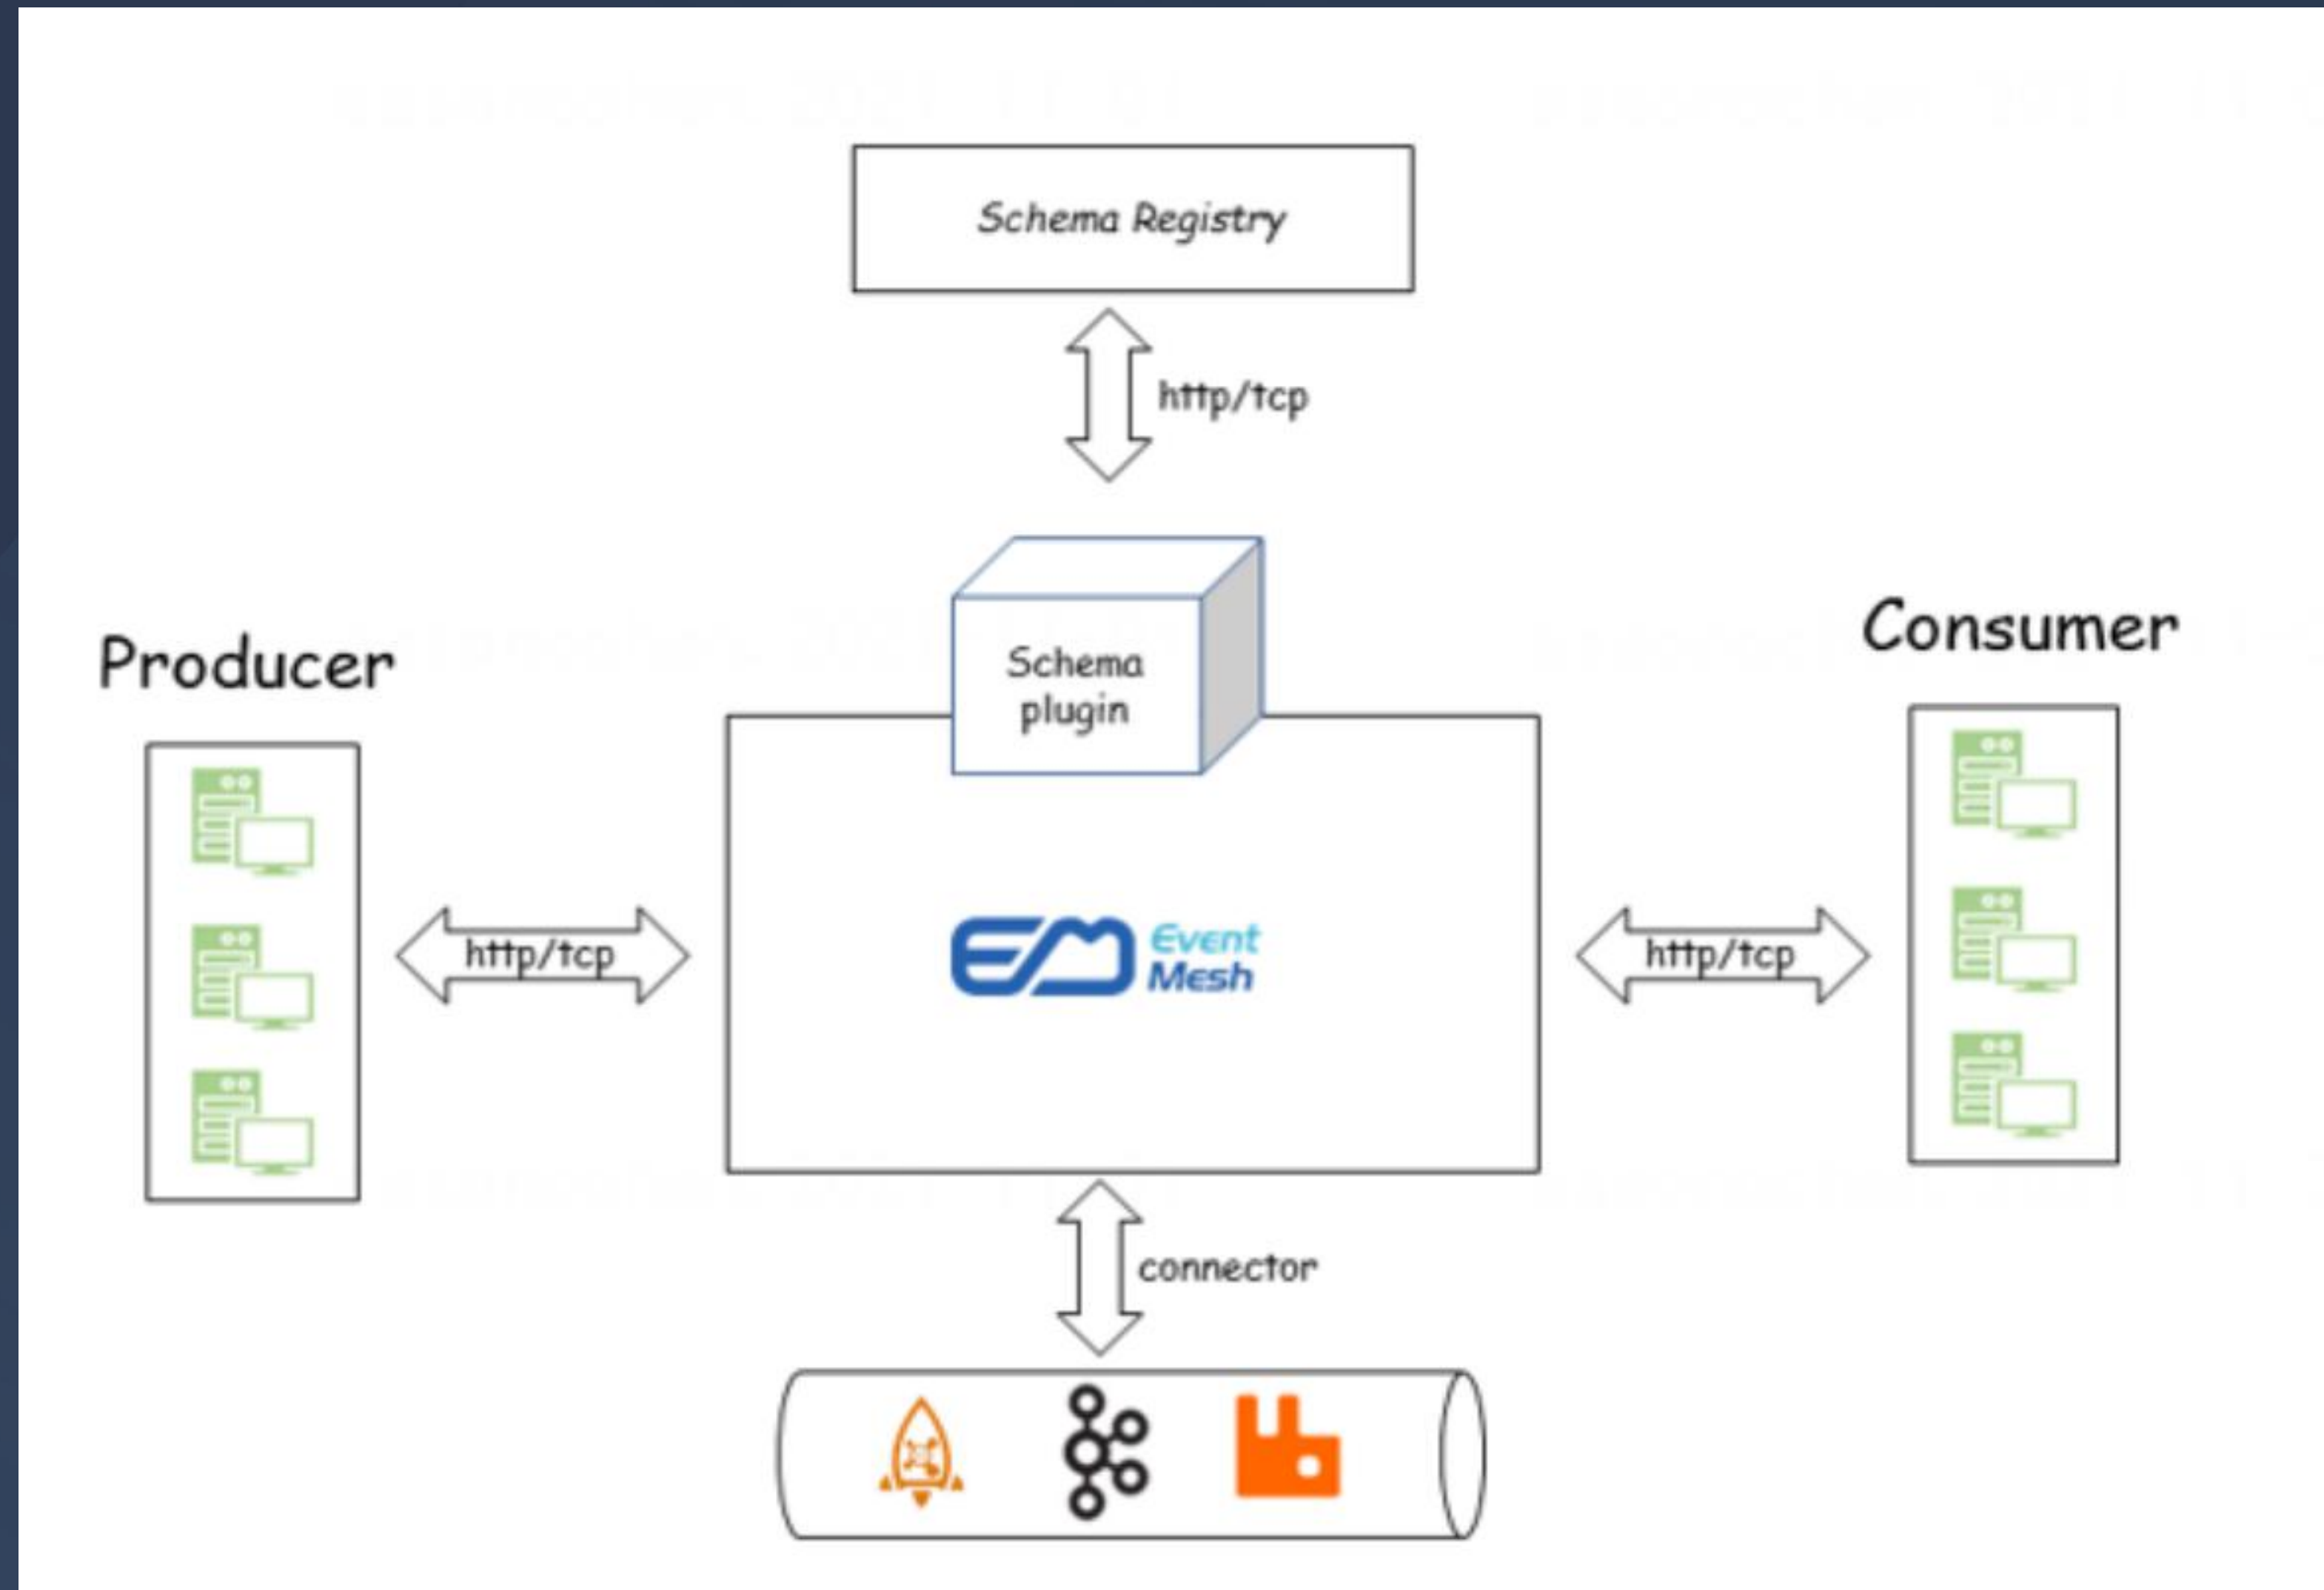 Schema Registry
http/tcp
Schema
plugin
Producer
Consumer
http/tcp
Event
Mesh
http/tcp
connector